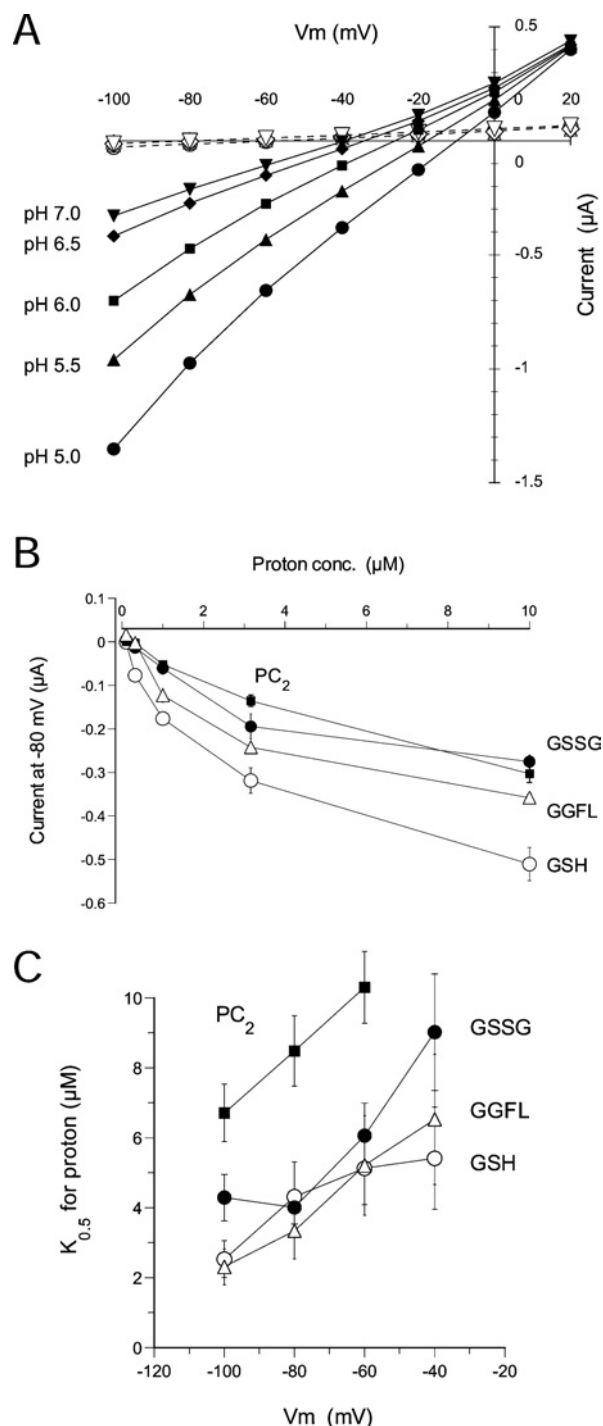 A
Vm (mV)
0.5
-100 -80 -60 -40 -20 0 20
0
pH 7.0
pH 6.5
-0.5
pH 6.0
pH 5.5
-1
pH 5.0
-1.5
Current (µA)
B
Proton conc. (µM)
0 2 4 6 8 10
0.1
0
-0.1
-0.2
-0.3
-0.4
-0.5
-0.6
Current at -80 mV (µA)
PC2
GSSG
GGFL
GSH
C
10
8
6
4
2
0
K0.5 for proton (µM)
PC2
GSSG
GGFL
GSH
-120 -100 -80 -60 -40 -20
Vm (mV)